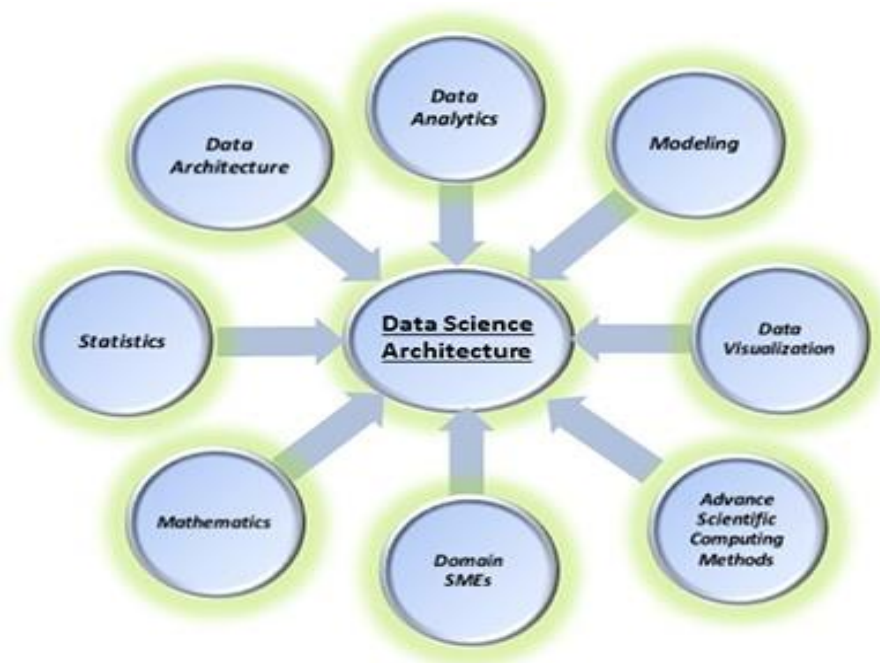 Data
Analytics
Data
Architecture
Modeling
Statistics
Data Science
Architecture
Data
Visualization
Mathematics
Domain
SMEs
Advance
Scientific
Computing
Methods